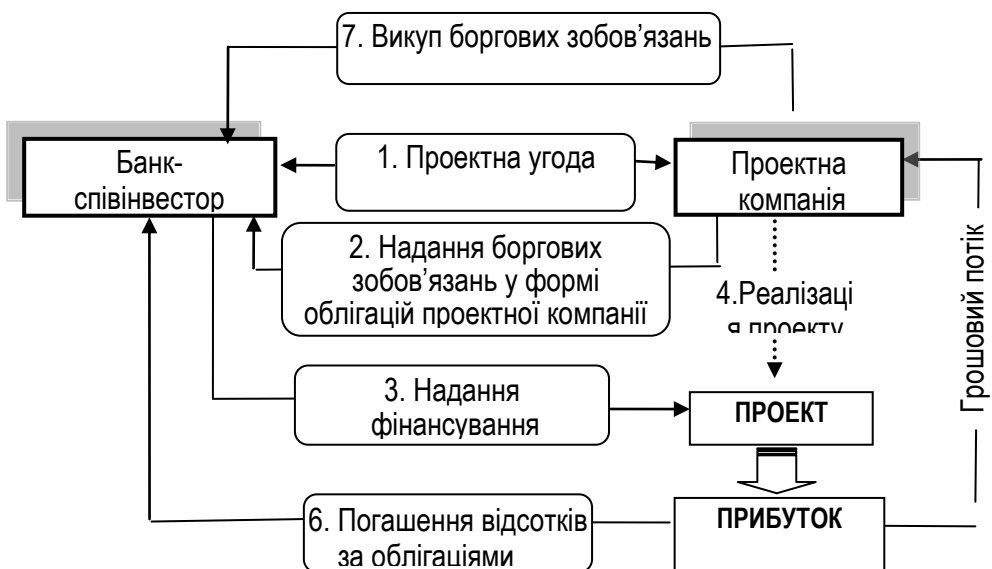 7. Викуп боргових зобов’язань
Банк-
співінвестор
1. Проектна угода
Проектна
компанія
2. Надання боргових
зобов’язань у формі
облігацій проектної компанії
4.Реалізаці
я проекту
Грошовий потік
3. Надання
фінансування
ПРОЕКТ
6. Погашення відсотків
за облігаціями
ПРИБУТОК